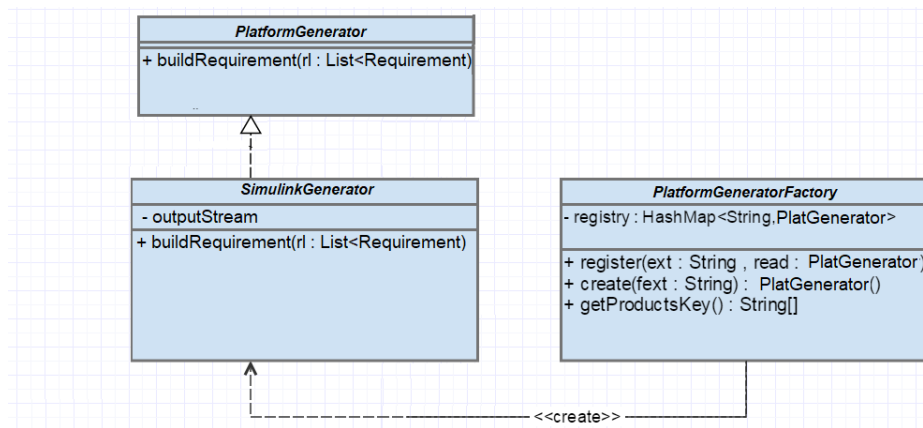 PlatformGenerator
+ buildRequirement(rl : List<Requirement)
SimulinkGenerator
- outputStream
+ buildRequirement(rl : List<Requirement)
PlatformGeneratorFactory
- registry : HashMap<String,PlatGenerator>
+ register(ext : String , read : PlatGenerator)
+ create(fext : String) : PlatGenerator()
+ getProductsKey() : String[]
<<create>>